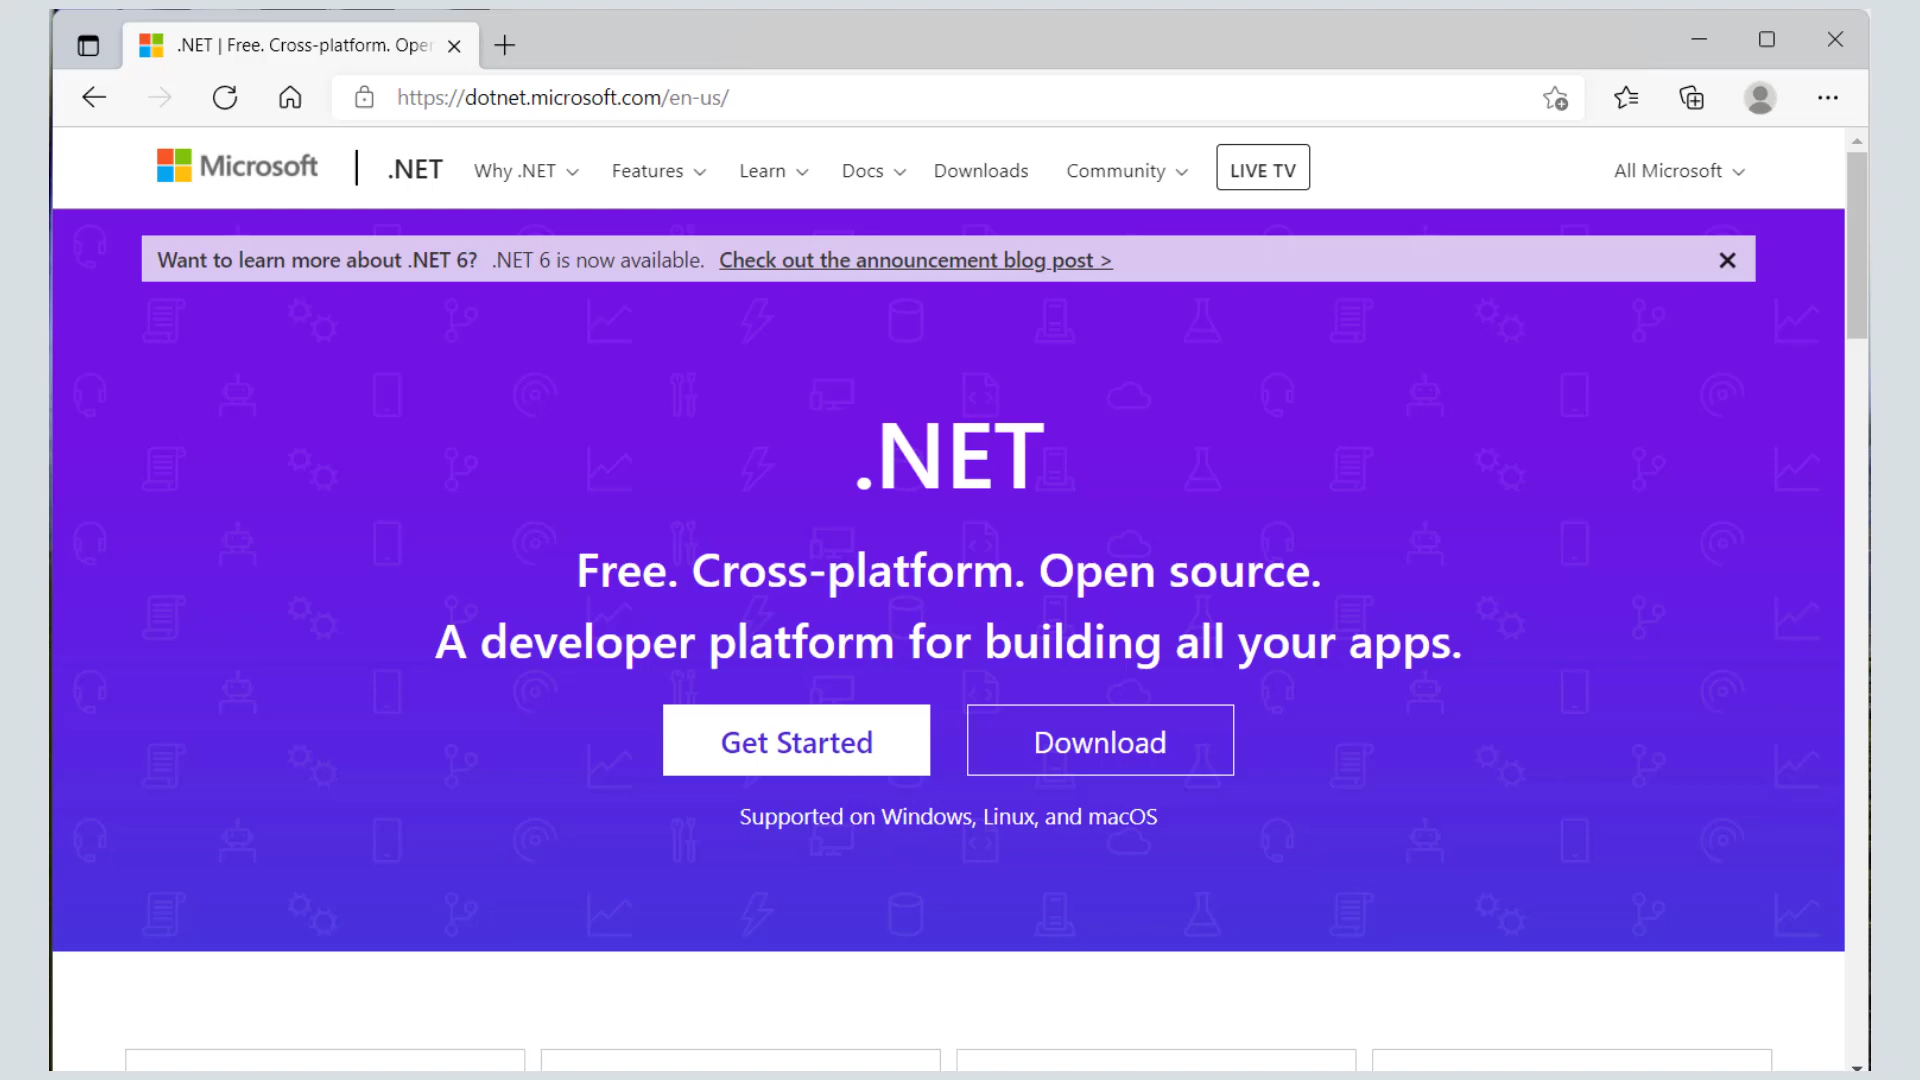 .NET | Free. Cross-platform. Oper
https://dotnet.microsoft.com/en-us/
Microsoft | .NET Why .NET Features Learn Docs Downloads Community LIVE TV All Microsoft
Want to learn more about .NET 6? .NET 6 is now available. Check out the announcement blog post >
.NET
Free. Cross-platform. Open source.
A developer platform for building all your apps.
Get Started Download
Supported on Windows, Linux, and macOS